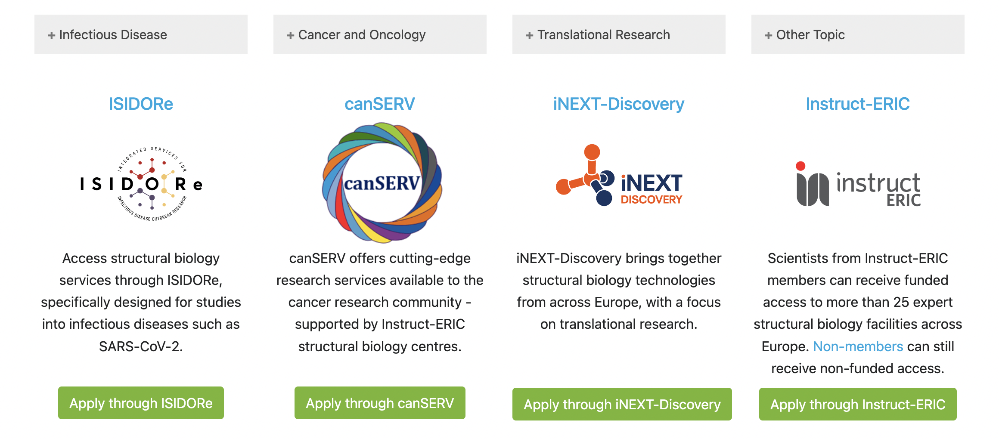 + Infectious Disease
+ Cancer and Oncology
+ Translational Research
+ Other Topic
ISIDORe
INTEGRATED SERVICES FOR
ISIDORe
INFECTIOUS DISEASE OUTBREAK RESEARCH
Access structural biology
services through ISIDORe,
specifically designed for studies
into infectious diseases such as
SARS-CoV-2.
Apply through ISIDORe
canSERV
canSERV
canSERV offers cutting-edge
research services available to the
cancer research community -
supported by Instruct-ERIC
structural biology centres.
Apply through canSERV
iNEXT-Discovery
iNEXT
DISCOVERY
iNEXT-Discovery brings together
structural biology technologies
from across Europe, with a focus
on translational research.
Apply through iNEXT-Discovery
Instruct-ERIC
instruct
ERIC
Scientists from Instruct-ERIC
members can receive funded
access to more than 25 expert
structural biology facilities across
Europe. Non-members can still
receive non-funded access.
Apply through Instruct-ERIC